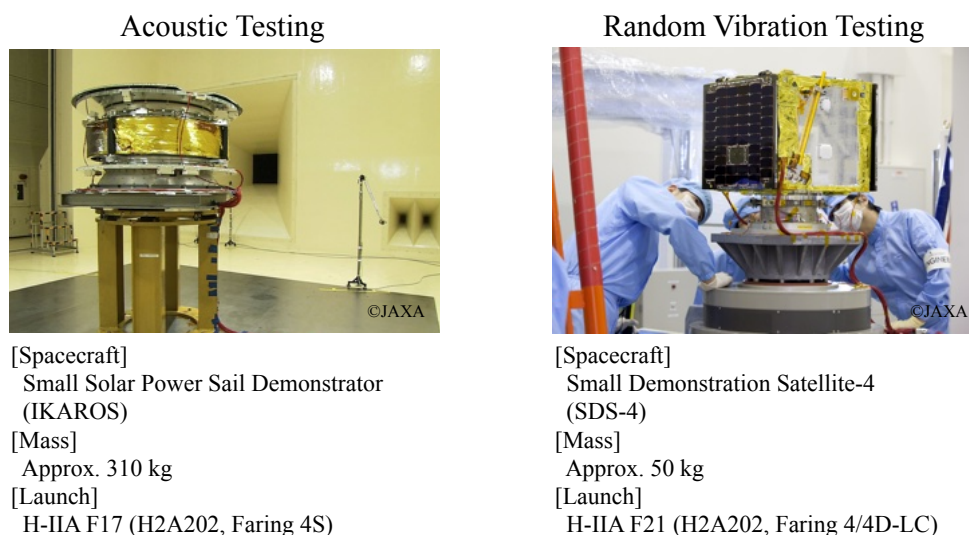 Acoustic Testing
©JAXA
[Spacecraft]
Small Solar Power Sail Demonstrator
(IKAROS)
[Mass]
Approx. 310 kg
[Launch]
H-IIA F17 (H2A202, Faring 4S)
Random Vibration Testing
©JAXA
[Spacecraft]
Small Demonstration Satellite-4
(SDS-4)
[Mass]
Approx. 50 kg
[Launch]
H-IIA F21 (H2A202, Faring 4/4D-LC)